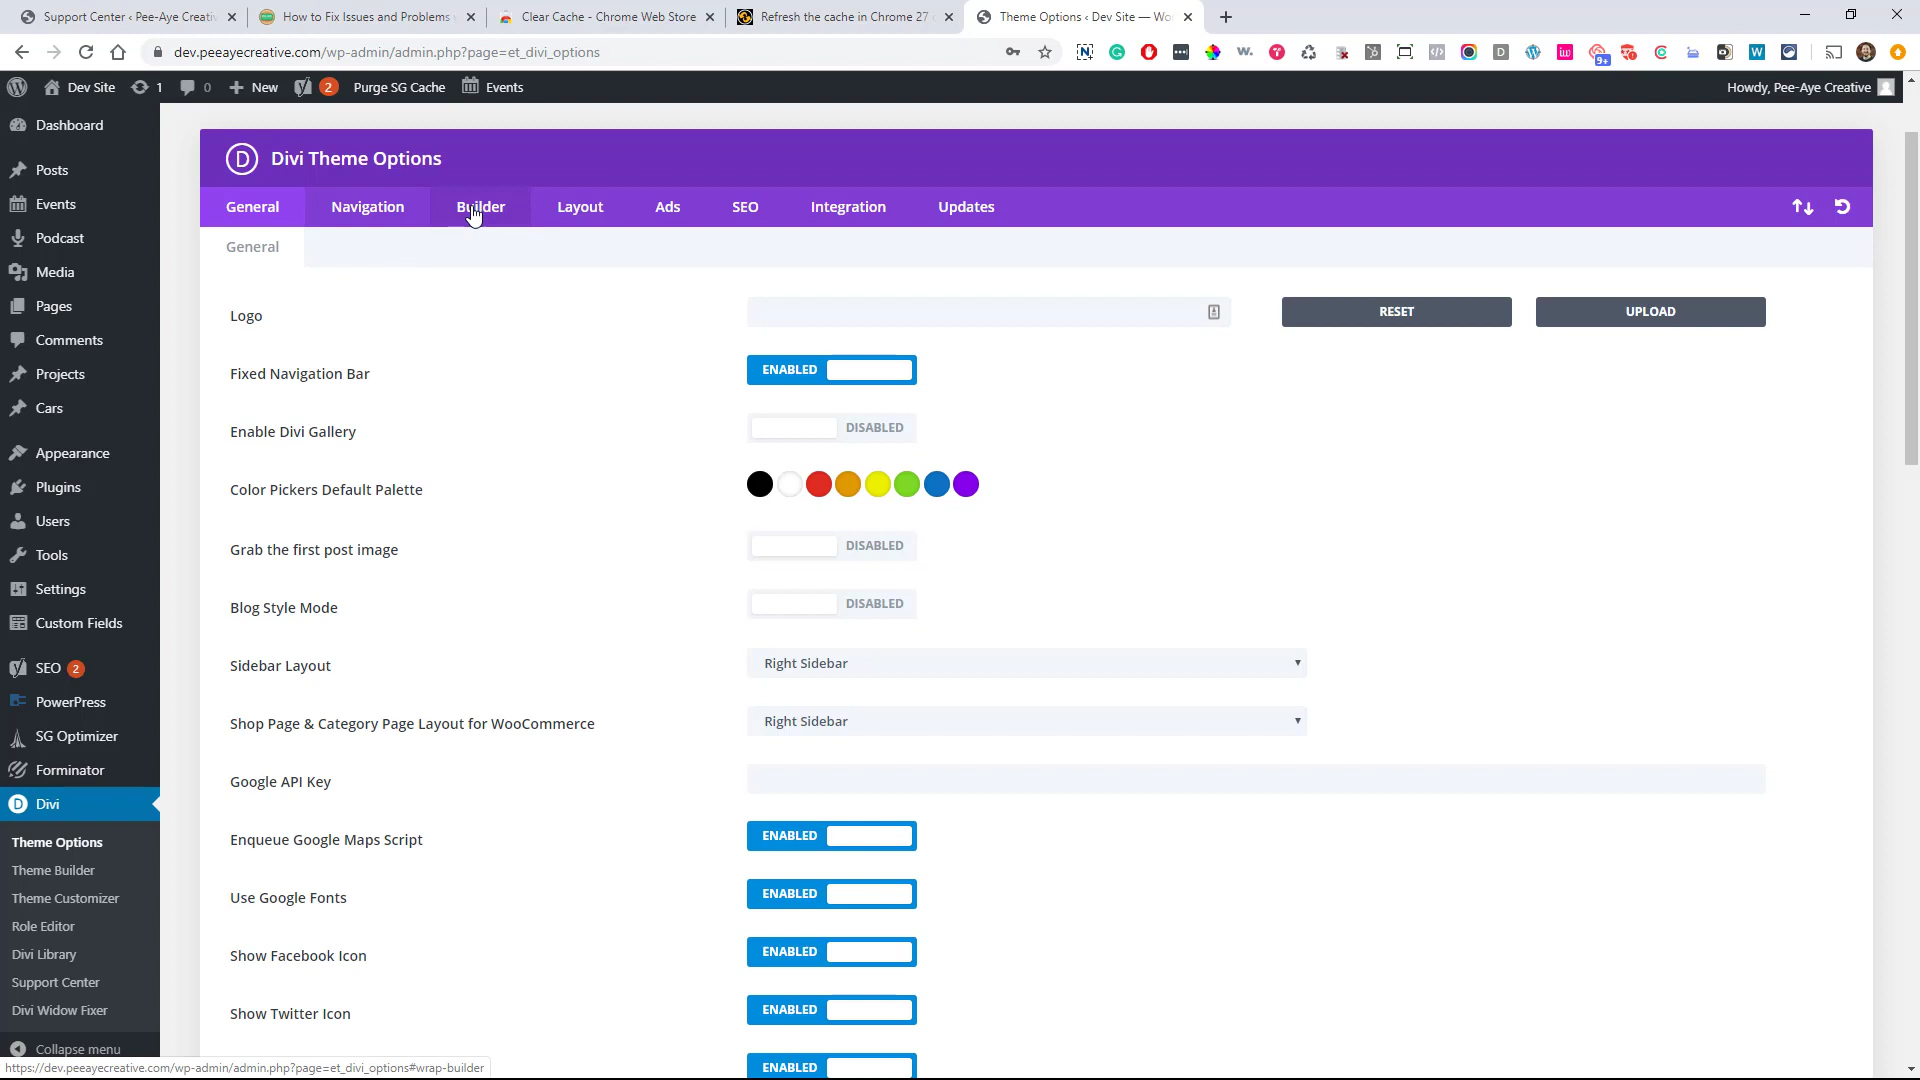 Support Center ‹ Pee-Aye Creativ
How to Fix Issues and Problems
Clear Cache - Chrome Web Store
Refresh the cache in Chrome 27
Theme Options ‹ Dev Site — Wo
dev.peeayecreative.com/wp-admin/admin.php?page=et_divi_options
9+
Dev Site
1
0
New
2
Purge SG Cache
Events
Howdy, Pee-Aye Creative
Dashboard
Posts
Events
Podcast
Media
Pages
Comments
Projects
Cars
Appearance
Plugins
Users
Tools
Settings
Custom Fields
SEO 2
PowerPress
SG Optimizer
Forminator
Divi
Theme Options
Theme Builder
Theme Customizer
Role Editor
Divi Library
Support Center
Divi Widow Fixer
Collapse menu
D Divi Theme Options
General Navigation Builder Layout Ads SEO Integration Updates
General
Logo RESET UPLOAD
Fixed Navigation Bar ENABLED
Enable Divi Gallery DISABLED
Color Pickers Default Palette
Grab the first post image DISABLED
Blog Style Mode DISABLED
Sidebar Layout Right Sidebar
Shop Page & Category Page Layout for WooCommerce Right Sidebar
Google API Key
Enqueue Google Maps Script ENABLED
Use Google Fonts ENABLED
Show Facebook Icon ENABLED
Show Twitter Icon ENABLED
ENABLED
https://dev.peeayecreative.com/wp-admin/admin.php?page=et_divi_options#wrap-builder